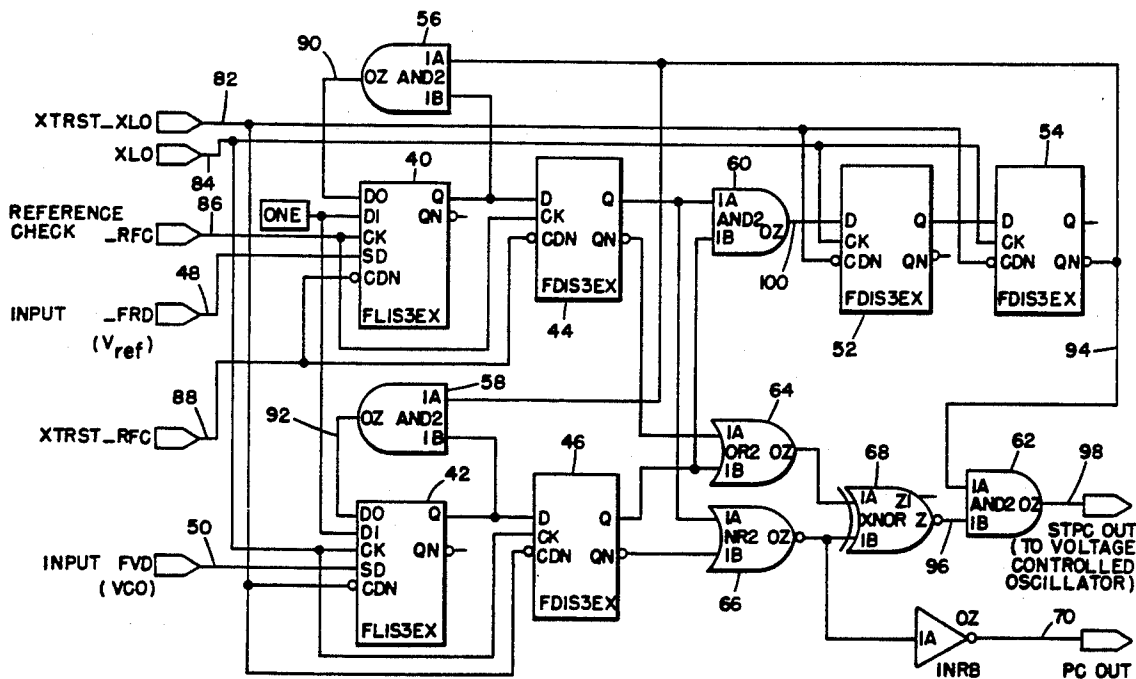 56
90
IA
OZ AND2
IB
82
XTRST_XLO
XLO
84
REFERENCE
CHECK
86
_RFC
ONE
40
DO
DI
CK
SD
CDN
Q
QN
FLIS3EX
D
CK
CDN
Q
QN
FDIS3EX
44
60
IA
AND2
IB
OZ
100
D
CK
CDN
Q
QN
FDIS3EX
52
54
D
CK
CDN
Q
QN
FDIS3EX
94
48
INPUT _FRD
(Vref)
88
XTRST_RFC
58
IA
OZ AND2
IB
92
42
DO
DI
CK
SD
CDN
Q
QN
FLIS3EX
46
D
CK
CDN
Q
QN
FDIS3EX
64
IA
OR2 OZ
IB
IA
NR2 OZ
IB
66
68
IA ZI
XNOR Z
IB
96
62
IA
AND2 OZ
IB
98
STPC OUT
(TO VOLTAGE
CONTROLLED
OSCILLATOR)
50
INPUT FVD
(VCO)
IA
OZ
INRB
70
PC OUT